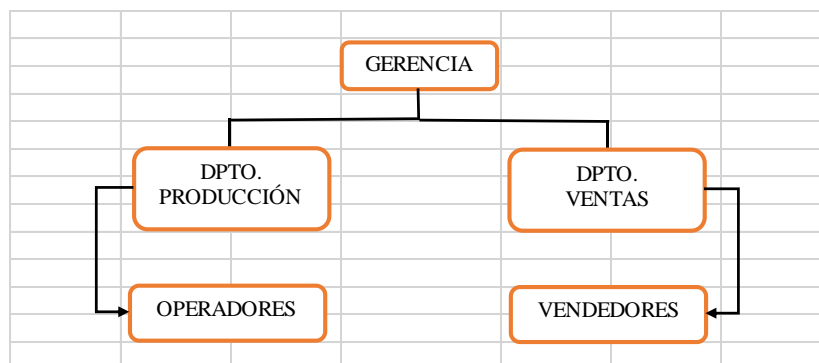 GERENCIA
DPTO.
PRODUCCIÓN
DPTO.
VENTAS
OPERADORES
VENDEDORES